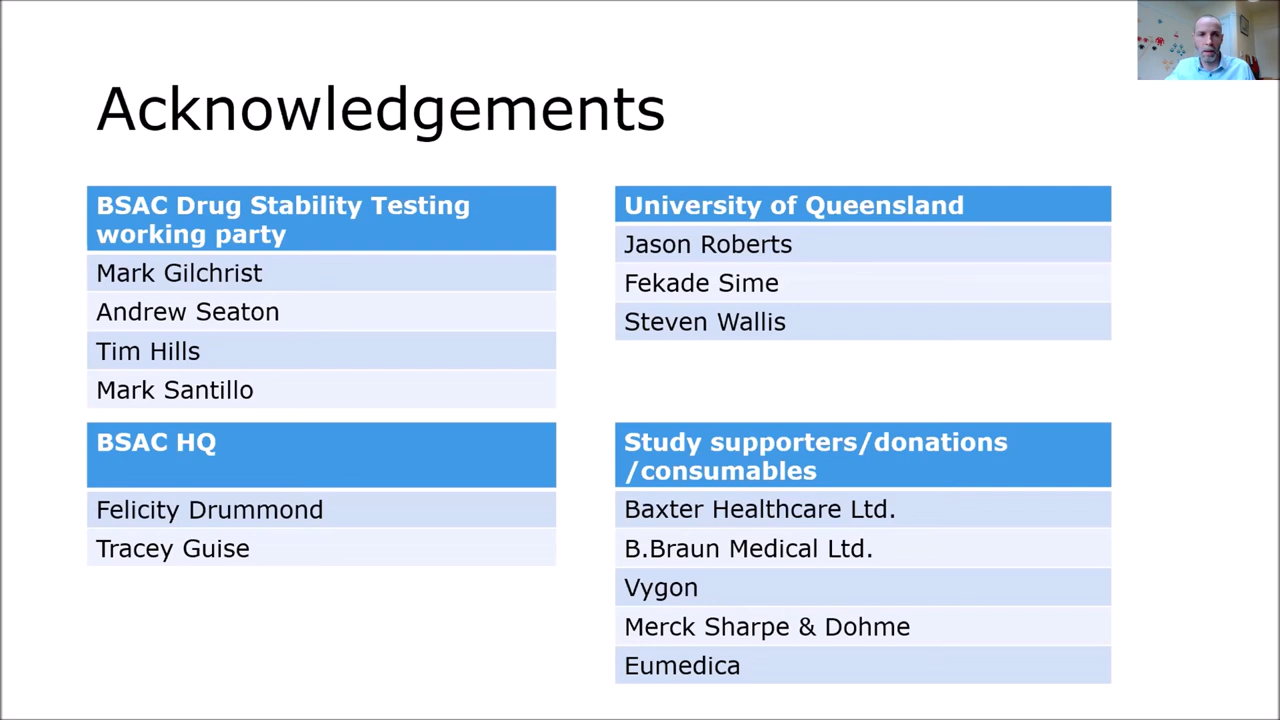 Acknowledgements
BSAC Drug Stability Testing
working party
Mark Gilchrist
Andrew Seaton
Tim Hills
Mark Santillo
University of Queensland
Jason Roberts
Fekade Sime
Steven Wallis
BSAC HQ
Felicity Drummond
Tracey Guise
Study supporters/donations
/consumables
Baxter Healthcare Ltd.
B.Braun Medical Ltd.
Vygon
Merck Sharpe & Dohme
Eumedica